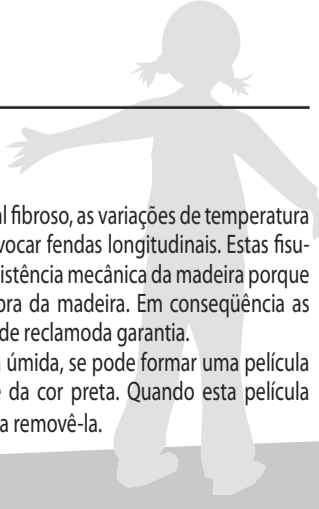 al fibroso, as variações de temperatura
vocar fendas longitudinais. Estas fisu-
istência mecânica da madeira porque
bra da madeira. Em conseqüência as
de reclamoda garantia.
úmida, se pode formar uma película
da cor preta. Quando esta película
a removê-la.